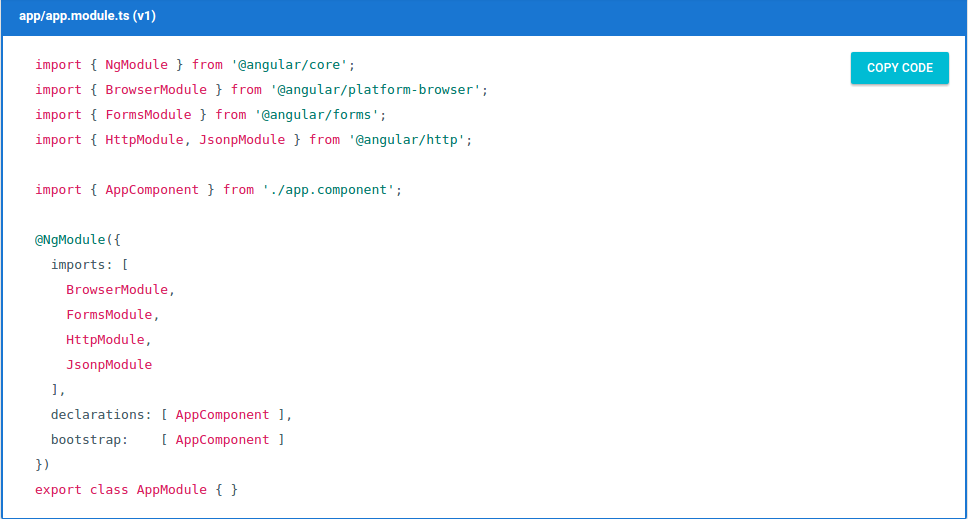 app/app.module.ts (v1)
COPY CODE
import { NgModule } from '@angular/core';
import { BrowserModule } from '@angular/platform-browser';
import { FormsModule } from '@angular/forms';
import { HttpModule, JsonpModule } from '@angular/http';

import { AppComponent } from './app.component';

@NgModule({
  imports: [
    BrowserModule,
    FormsModule,
    HttpModule,
    JsonpModule
  ],
  declarations: [ AppComponent ],
  bootstrap:    [ AppComponent ]
})
export class AppModule { }